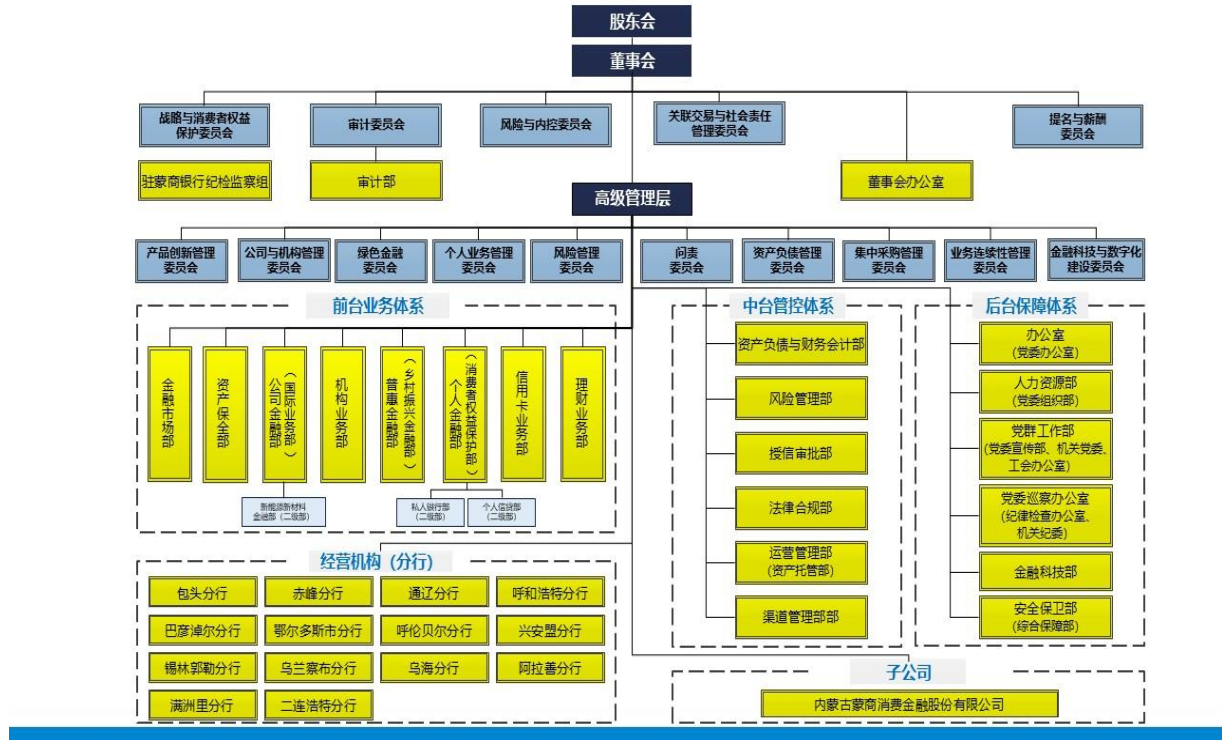 股东会
董事会
战略与消费者权益
保护委员会
审计委员会
风险与内控委员会
关联交易与社会责任
管理委员会
提名与薪酬
委员会
驻蒙商银行纪检监察组
审计部
董事会办公室
高级管理层
产品创新管理
委员会
公司与机构管理
委员会
绿色金融
委员会
个人业务管理
委员会
风险管理
委员会
问责
委员会
资产负债管理
委员会
集中采购管理
委员会
业务连续性管理
委员会
金融科技与数字化
建设委员会
前台业务体系
金融市场部
资产保全部
公司金融部
（国际业务部）
机构业务部
普惠金融部
（乡村振兴金融部）
个人金融部
（消费者权益保护部）
信用卡业务部
理财业务部
新能源新材料
金融部（二级部）
私人银行部
（二级部）
个人信贷部
（二级部）
中台管控体系
资产负债与财务会计部
风险管理部
授信审批部
法律合规部
运营管理部
(资产托管部)
渠道管理部部
后台保障体系
办公室
(党委办公室)
人力资源部
(党委组织部)
党群工作部
(党委宣传部、机关党委、
工会办公室)
党委巡察办公室
(纪律检查办公室、
机关纪委)
金融科技部
安全保卫部
(综合保障部)
经营机构（分行）
包头分行
赤峰分行
通辽分行
呼和浩特分行
巴彦淖尔分行
鄂尔多斯市分行
呼伦贝尔分行
兴安盟分行
锡林郭勒分行
乌兰察布分行
乌海分行
阿拉善分行
满洲里分行
二连浩特分行
子公司
内蒙古蒙商消费金融股份有限公司